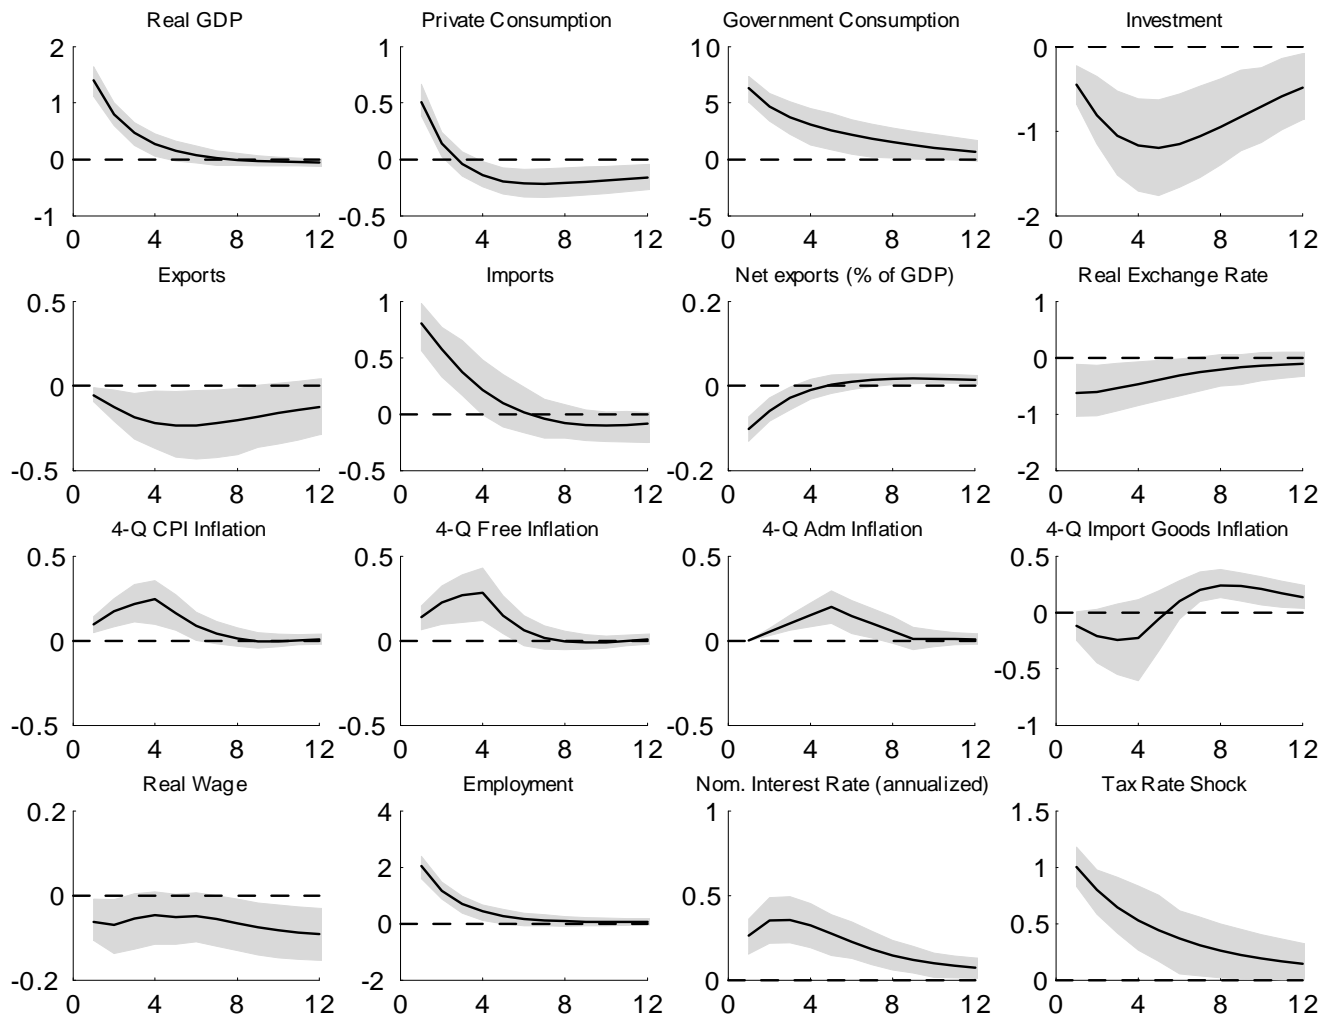 Real GDP
2
1
0
-1
0 4 8 12
Private Consumption
1
0.5
0
-0.5
0 4 8 12
Government Consumption
10
5
0
-5
0 4 8 12
Investment
0
-1
-2
0 4 8 12
Exports
0.5
0
-0.5
0 4 8 12
Imports
1
0.5
0
-0.5
0 4 8 12
Net exports (% of GDP)
0.2
0
-0.2
0 4 8 12
Real Exchange Rate
1
0
-1
-2
0 4 8 12
4-Q CPI Inflation
0.5
0
-0.5
0 4 8 12
4-Q Free Inflation
0.5
0
-0.5
0 4 8 12
4-Q Adm Inflation
0.5
0
-0.5
0 4 8 12
4-Q Import Goods Inflation
0.5
0
-0.5
-1
0 4 8 12
Real Wage
0.2
0
-0.2
0 4 8 12
Employment
4
2
0
-2
0 4 8 12
Nom. Interest Rate (annualized)
1
0.5
0
0 4 8 12
Tax Rate Shock
1.5
1
0.5
0
0 4 8 12